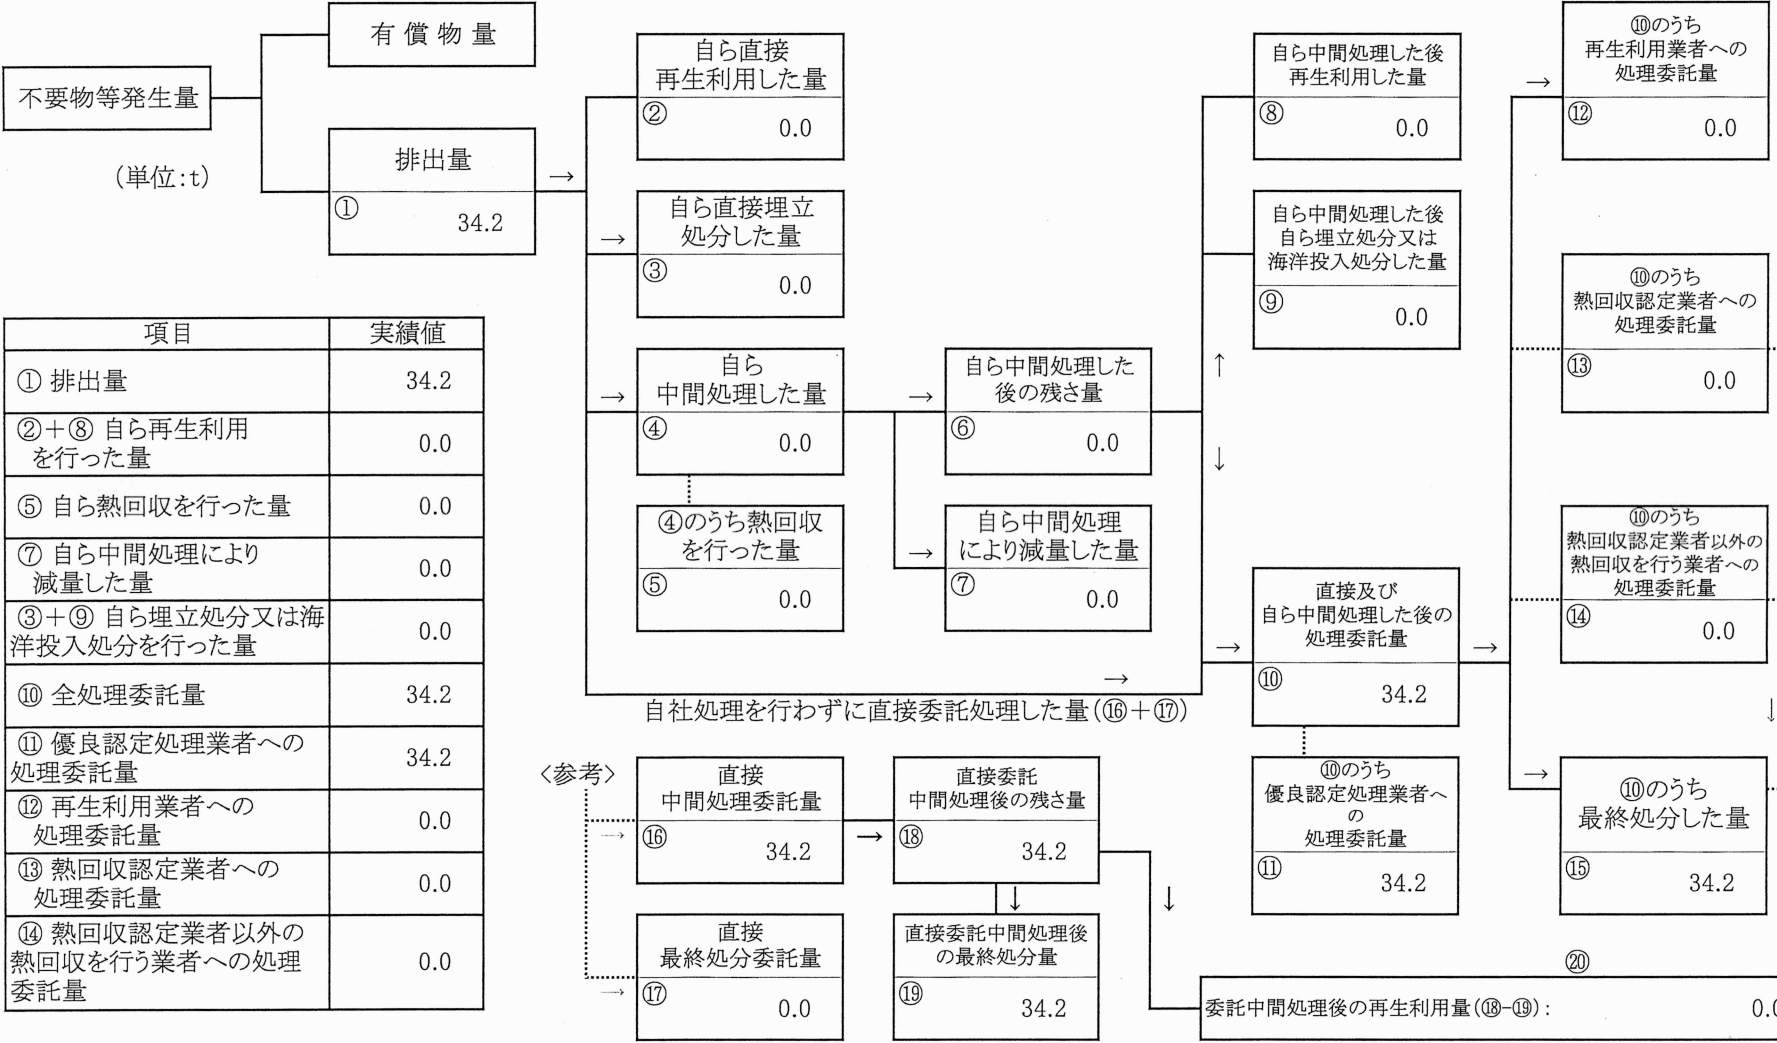 不要物等発生量
(単位:t)
有 償 物 量
排出量
①
34.2
→
自ら直接
再生利用した量
②
0.0
→
自ら直接埋立
処分した量
③
0.0
→
自ら
中間処理した量
④
0.0
④のうち熱回収
を行った量
⑤
0.0
→
自ら中間処理した
後の残さ量
⑥
0.0
→
自ら中間処理
により減量した量
⑦
0.0
↑
↓
自ら中間処理した後
再生利用した量
⑧
0.0
自ら中間処理した後
自ら埋立処分又は
海洋投入処分した量
⑨
0.0
→
自社処理を行わずに直接委託処理した量(⑯+⑰)
→
直接及び
自ら中間処理した後の
処理委託量
⑩
34.2
→
⑩のうち
優良認定処理業者へ
の
処理委託量
⑪
34.2
→
⑩のうち
再生利用業者への
処理委託量
⑫
0.0
⑩のうち
熱回収認定業者への
処理委託量
⑬
0.0
⑩のうち
熱回収認定業者以外の
熱回収を行う業者への
処理委託量
⑭
0.0
↓
→
⑩のうち
最終処分した量
⑮
34.2
項目 実績値
① 排出量 34.2
②+⑧ 自ら再生利用
を行った量 0.0
⑤ 自ら熱回収を行った量 0.0
⑦ 自ら中間処理により
減量した量 0.0
③+⑨ 自ら埋立処分又は海
洋投入処分を行った量 0.0
⑩ 全処理委託量 34.2
⑪ 優良認定処理業者への
処理委託量 34.2
⑫ 再生利用業者への
処理委託量 0.0
⑬ 熱回収認定業者への
処理委託量 0.0
⑭ 熱回収認定業者以外の
熱回収を行う業者への処理
委託量 0.0
〈参考〉
→
直接
中間処理委託量
⑯
34.2
→
直接委託
中間処理後の残さ量
⑱
34.2
→
直接
最終処分委託量
⑰
0.0
↓
直接委託中間処理後
の最終処分量
⑲
34.2
↓
⑳
委託中間処理後の再生利用量(⑱-⑲): 0.0